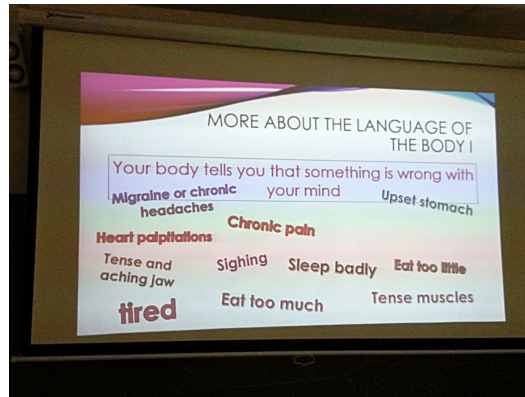 MORE ABOUT THE LANGUAGE OF
THE BODY I
Your body tells you that something is wrong with
your mind
Migraine or chronic
headaches
Upset stomach
Chronic pain
Heart palpitations
Tense and
aching jaw
Sighing
Sleep badly
Eat too little
tired
Eat too much
Tense muscles